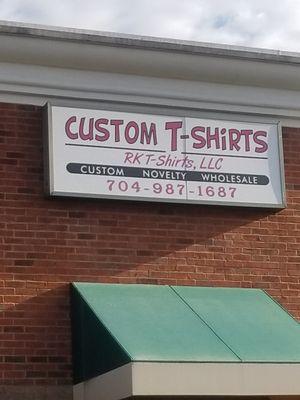 CUSTOM T-SHiRTS
RK T-Shirts, LLC
CUSTOM NOVELTY WHOLESALE
704-987-1687